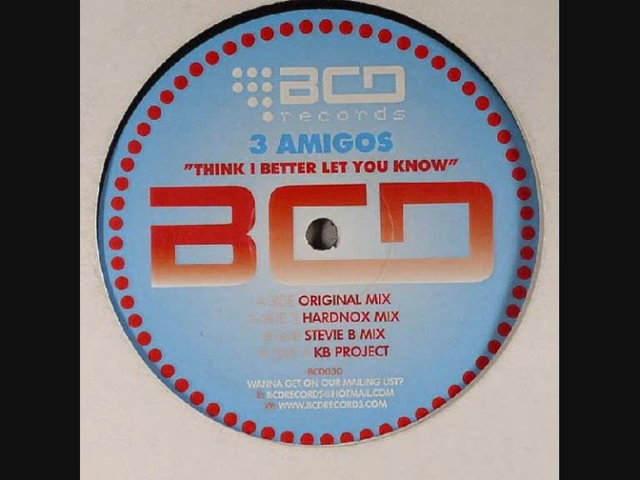 BCD
records
3 AMIGOS
"THINK I BETTER LET YOU KNOW"
BCD
A SIDE ORIGINAL MIX
HARDNOX MIX
STEVIE B MIX
KB PROJECT
BCD030
WANNA GET ON OUR MAILING LIST?
E: BCDRECORDS@HOTMAIL.COM
W: WWW.BCDRECORDS.COM